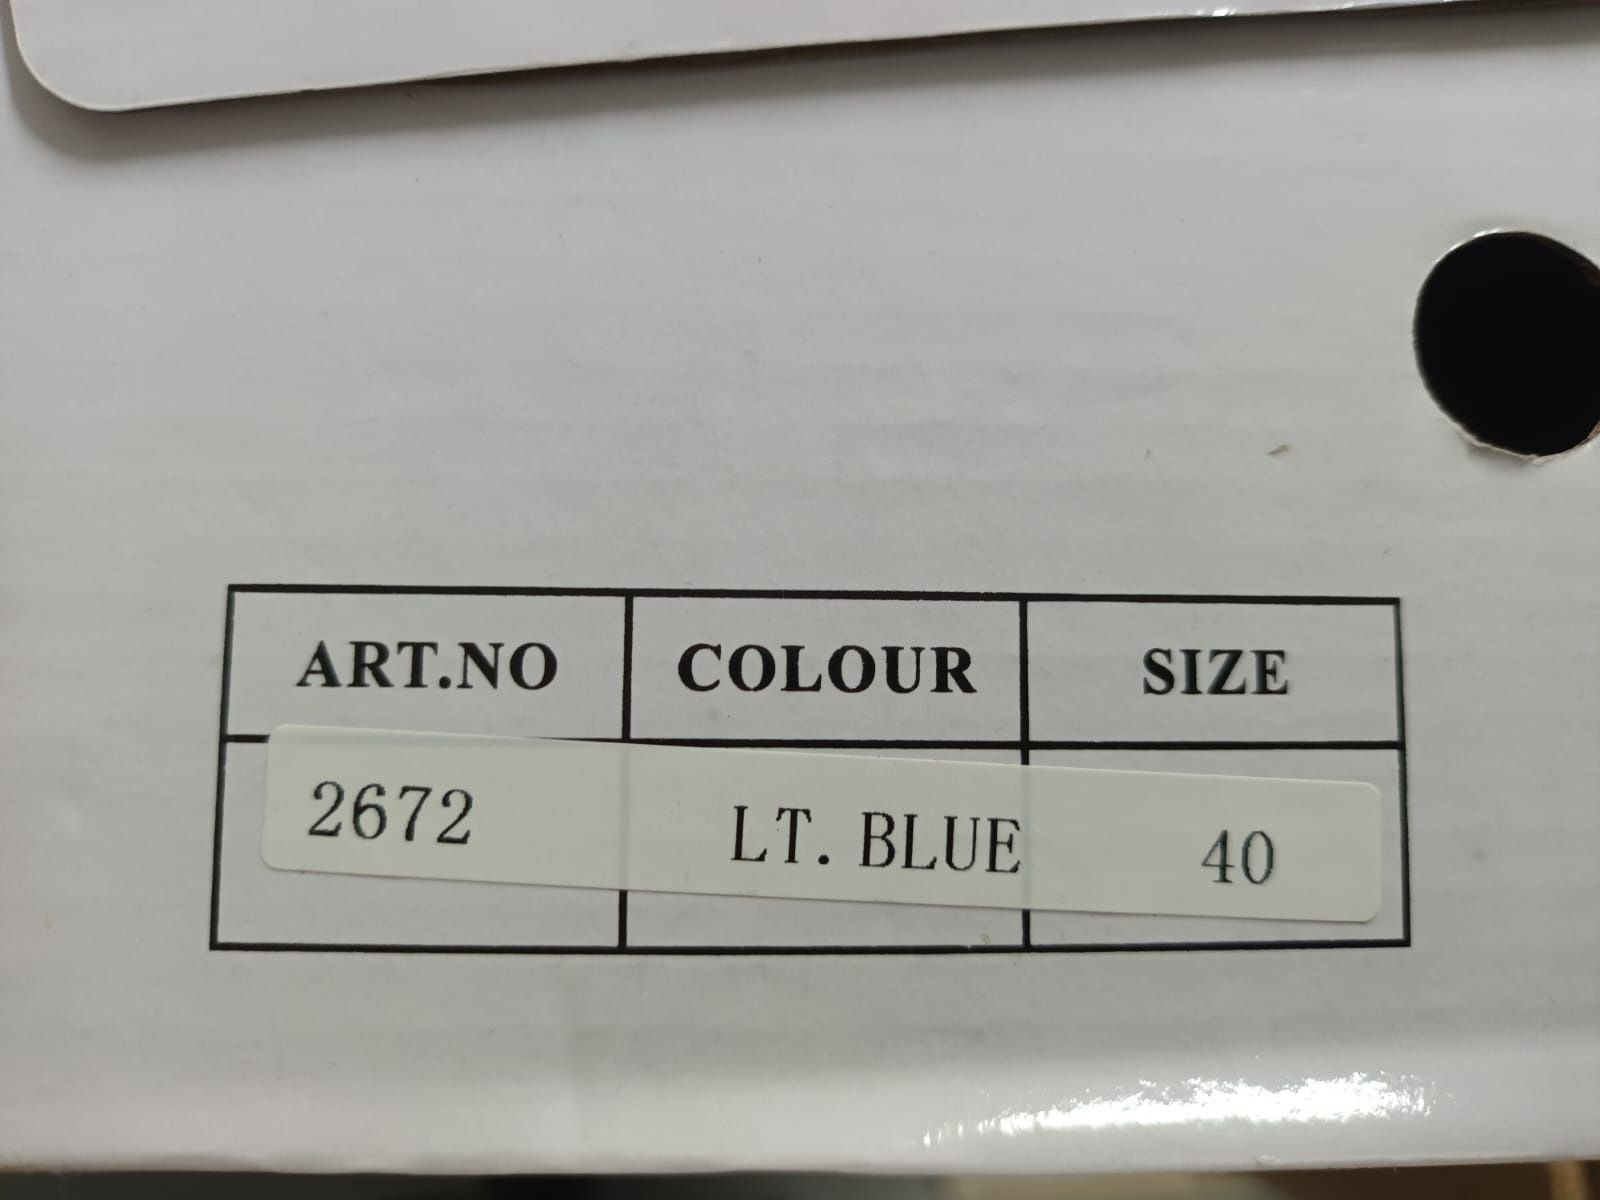 ART.NO COLOUR SIZE
2672 LT. BLUE 40